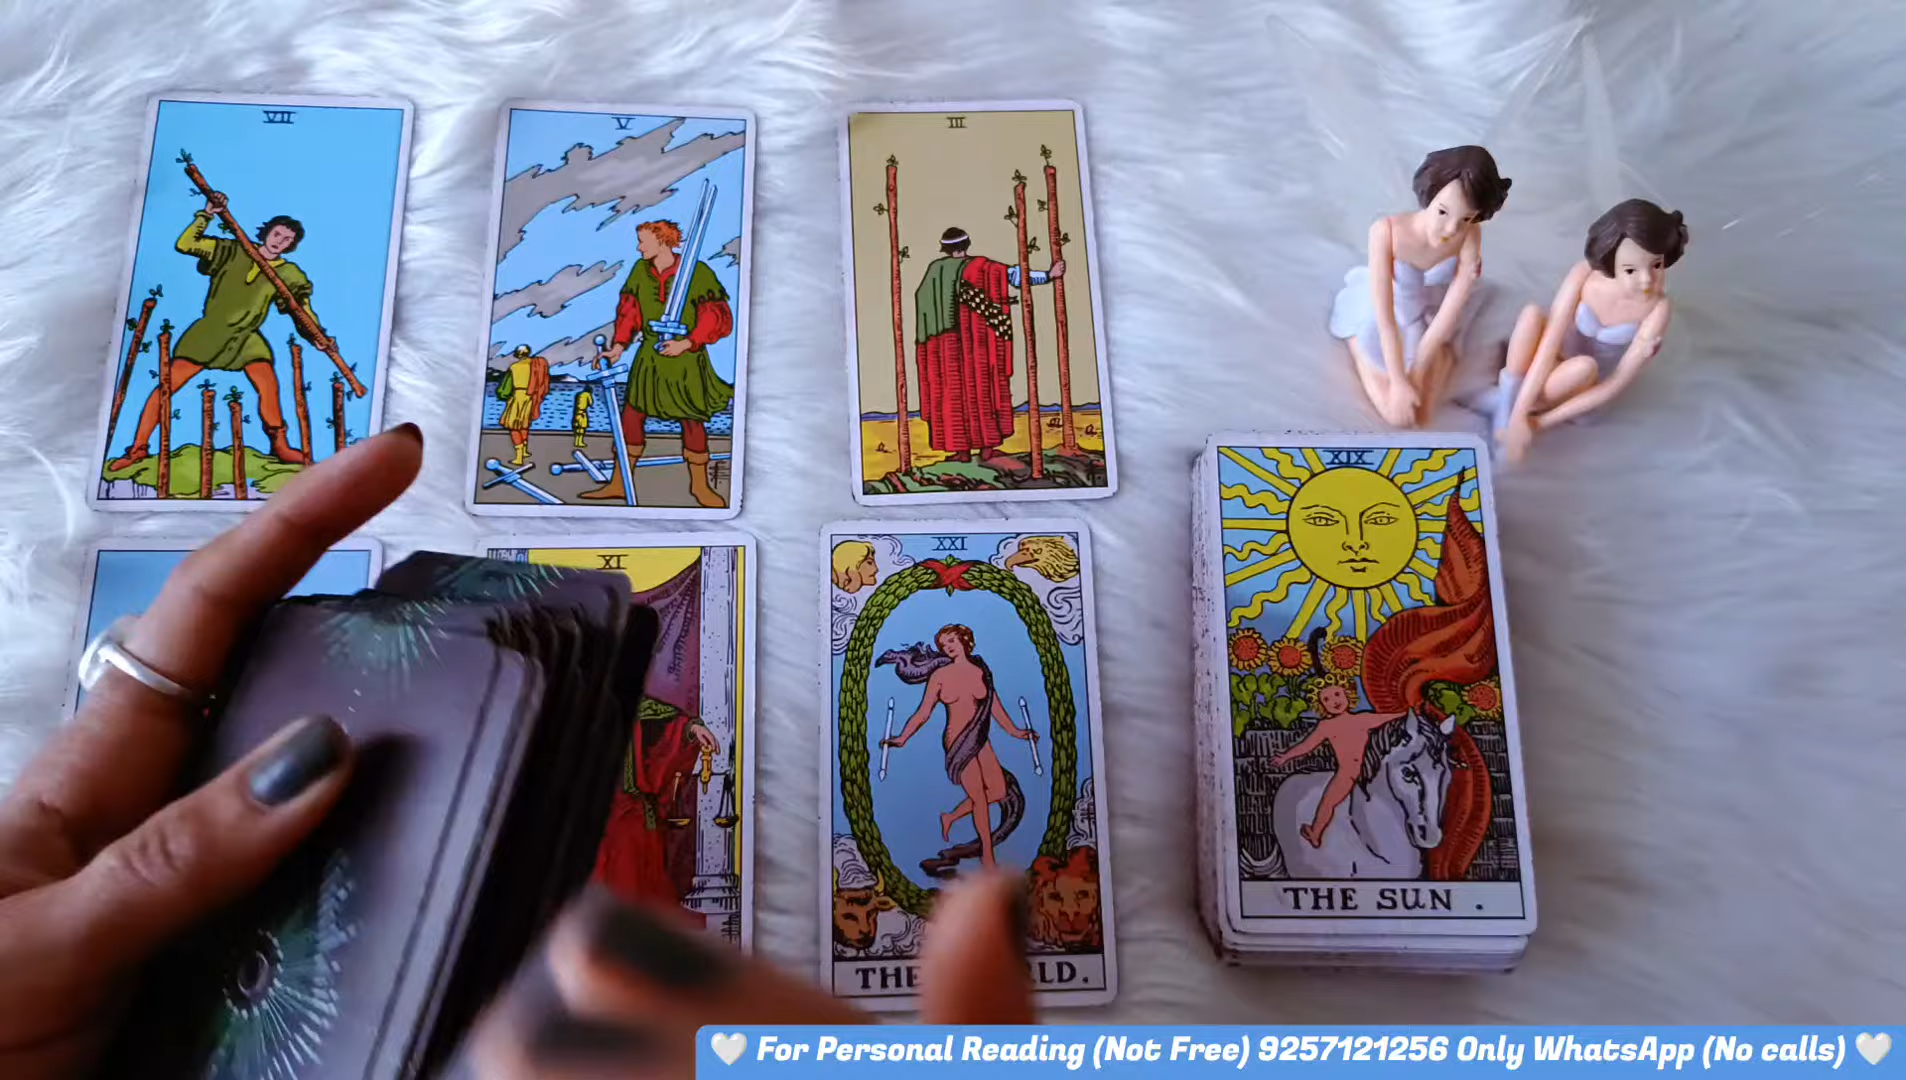 VII
V
III
XI
XXI
XIX
THE SUN .
🤍 For Personal Reading (Not Free) 9257121256 Only WhatsApp (No calls) 🤍